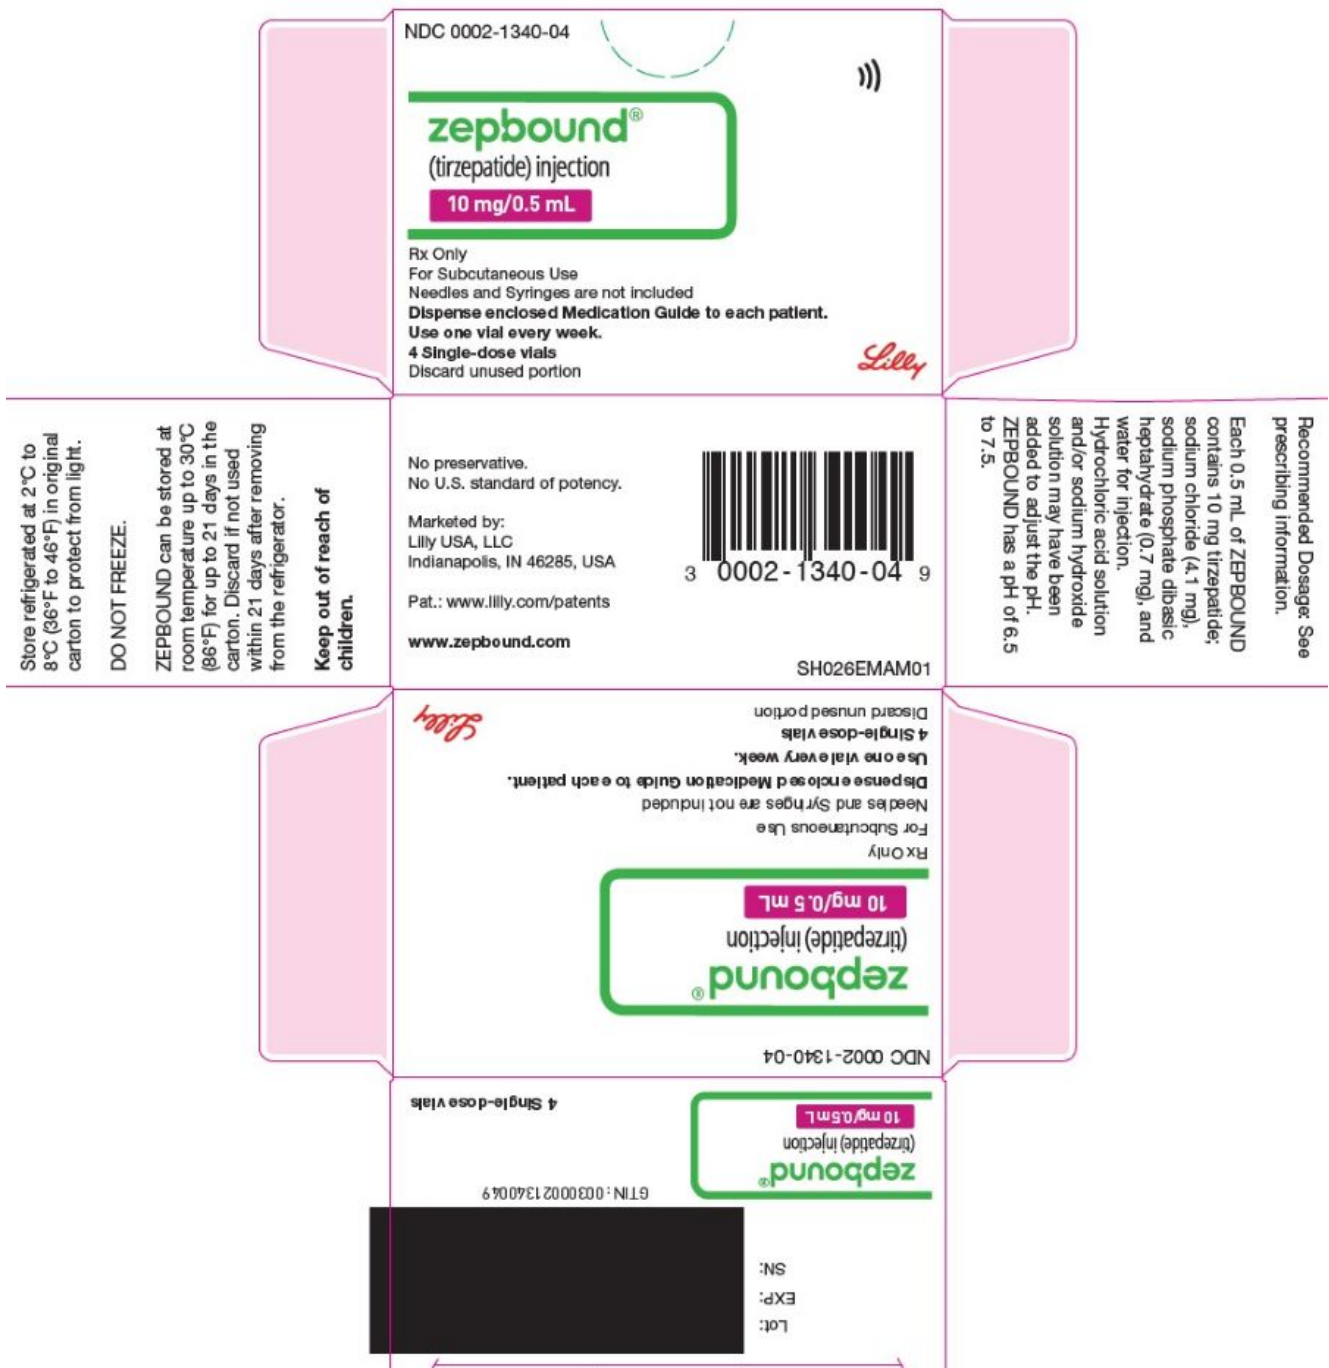 NDC 0002-1340-04
zepbound®
(tirzepatide) injection
10 mg/0.5 mL
Rx Only
For Subcutaneous Use
Needles and Syringes are not included
Dispense enclosed Medication Guide to each patient.
Use one vial every week.
4 Single-dose vials
Discard unused portion
Lilly
Store refrigerated at 2°C to
8°C (36°F to 46°F) in original
carton to protect from light.
DO NOT FREEZE.
ZEPBOUND can be stored at
room temperature up to 30°C
(86°F) for up to 21 days in the
carton. Discard if not used
within 21 days after removing
from the refrigerator.
Keep out of reach of
children.
No preservative.
No U.S. standard of potency.
Marketed by:
Lilly USA, LLC
Indianapolis, IN 46285, USA
Pat.: www.lilly.com/patents
www.zepbound.com
3 0002-1340-04 9
SH026EMAM01
Recommended Dosage: See
prescribing information.
Each 0.5 mL of ZEPBOUND
contains 10 mg tirzepatide;
sodium chloride (4.1 mg),
sodium phosphate dibasic
heptahydrate (0.7 mg), and
water for injection.
Hydrochloric acid solution
and/or sodium hydroxide
solution may have been
added to adjust the pH.
ZEPBOUND has a pH of 6.5
to 7.5.
NDC 0002-1340-04
zepbound®
(tirzepatide) injection
10 mg/0.5 mL
Rx Only
For Subcutaneous Use
Needles and Syringes are not included
Dispense enclosed Medication Guide to each patient.
Use one vial every week.
4 Single-dose vials
Discard unused portion
Lilly
Lot:
EXP:
SN:
GTIN: 00300021340049
zepbound®
(tirzepatide) injection
10 mg/0.5 mL
4 Single-dose vials